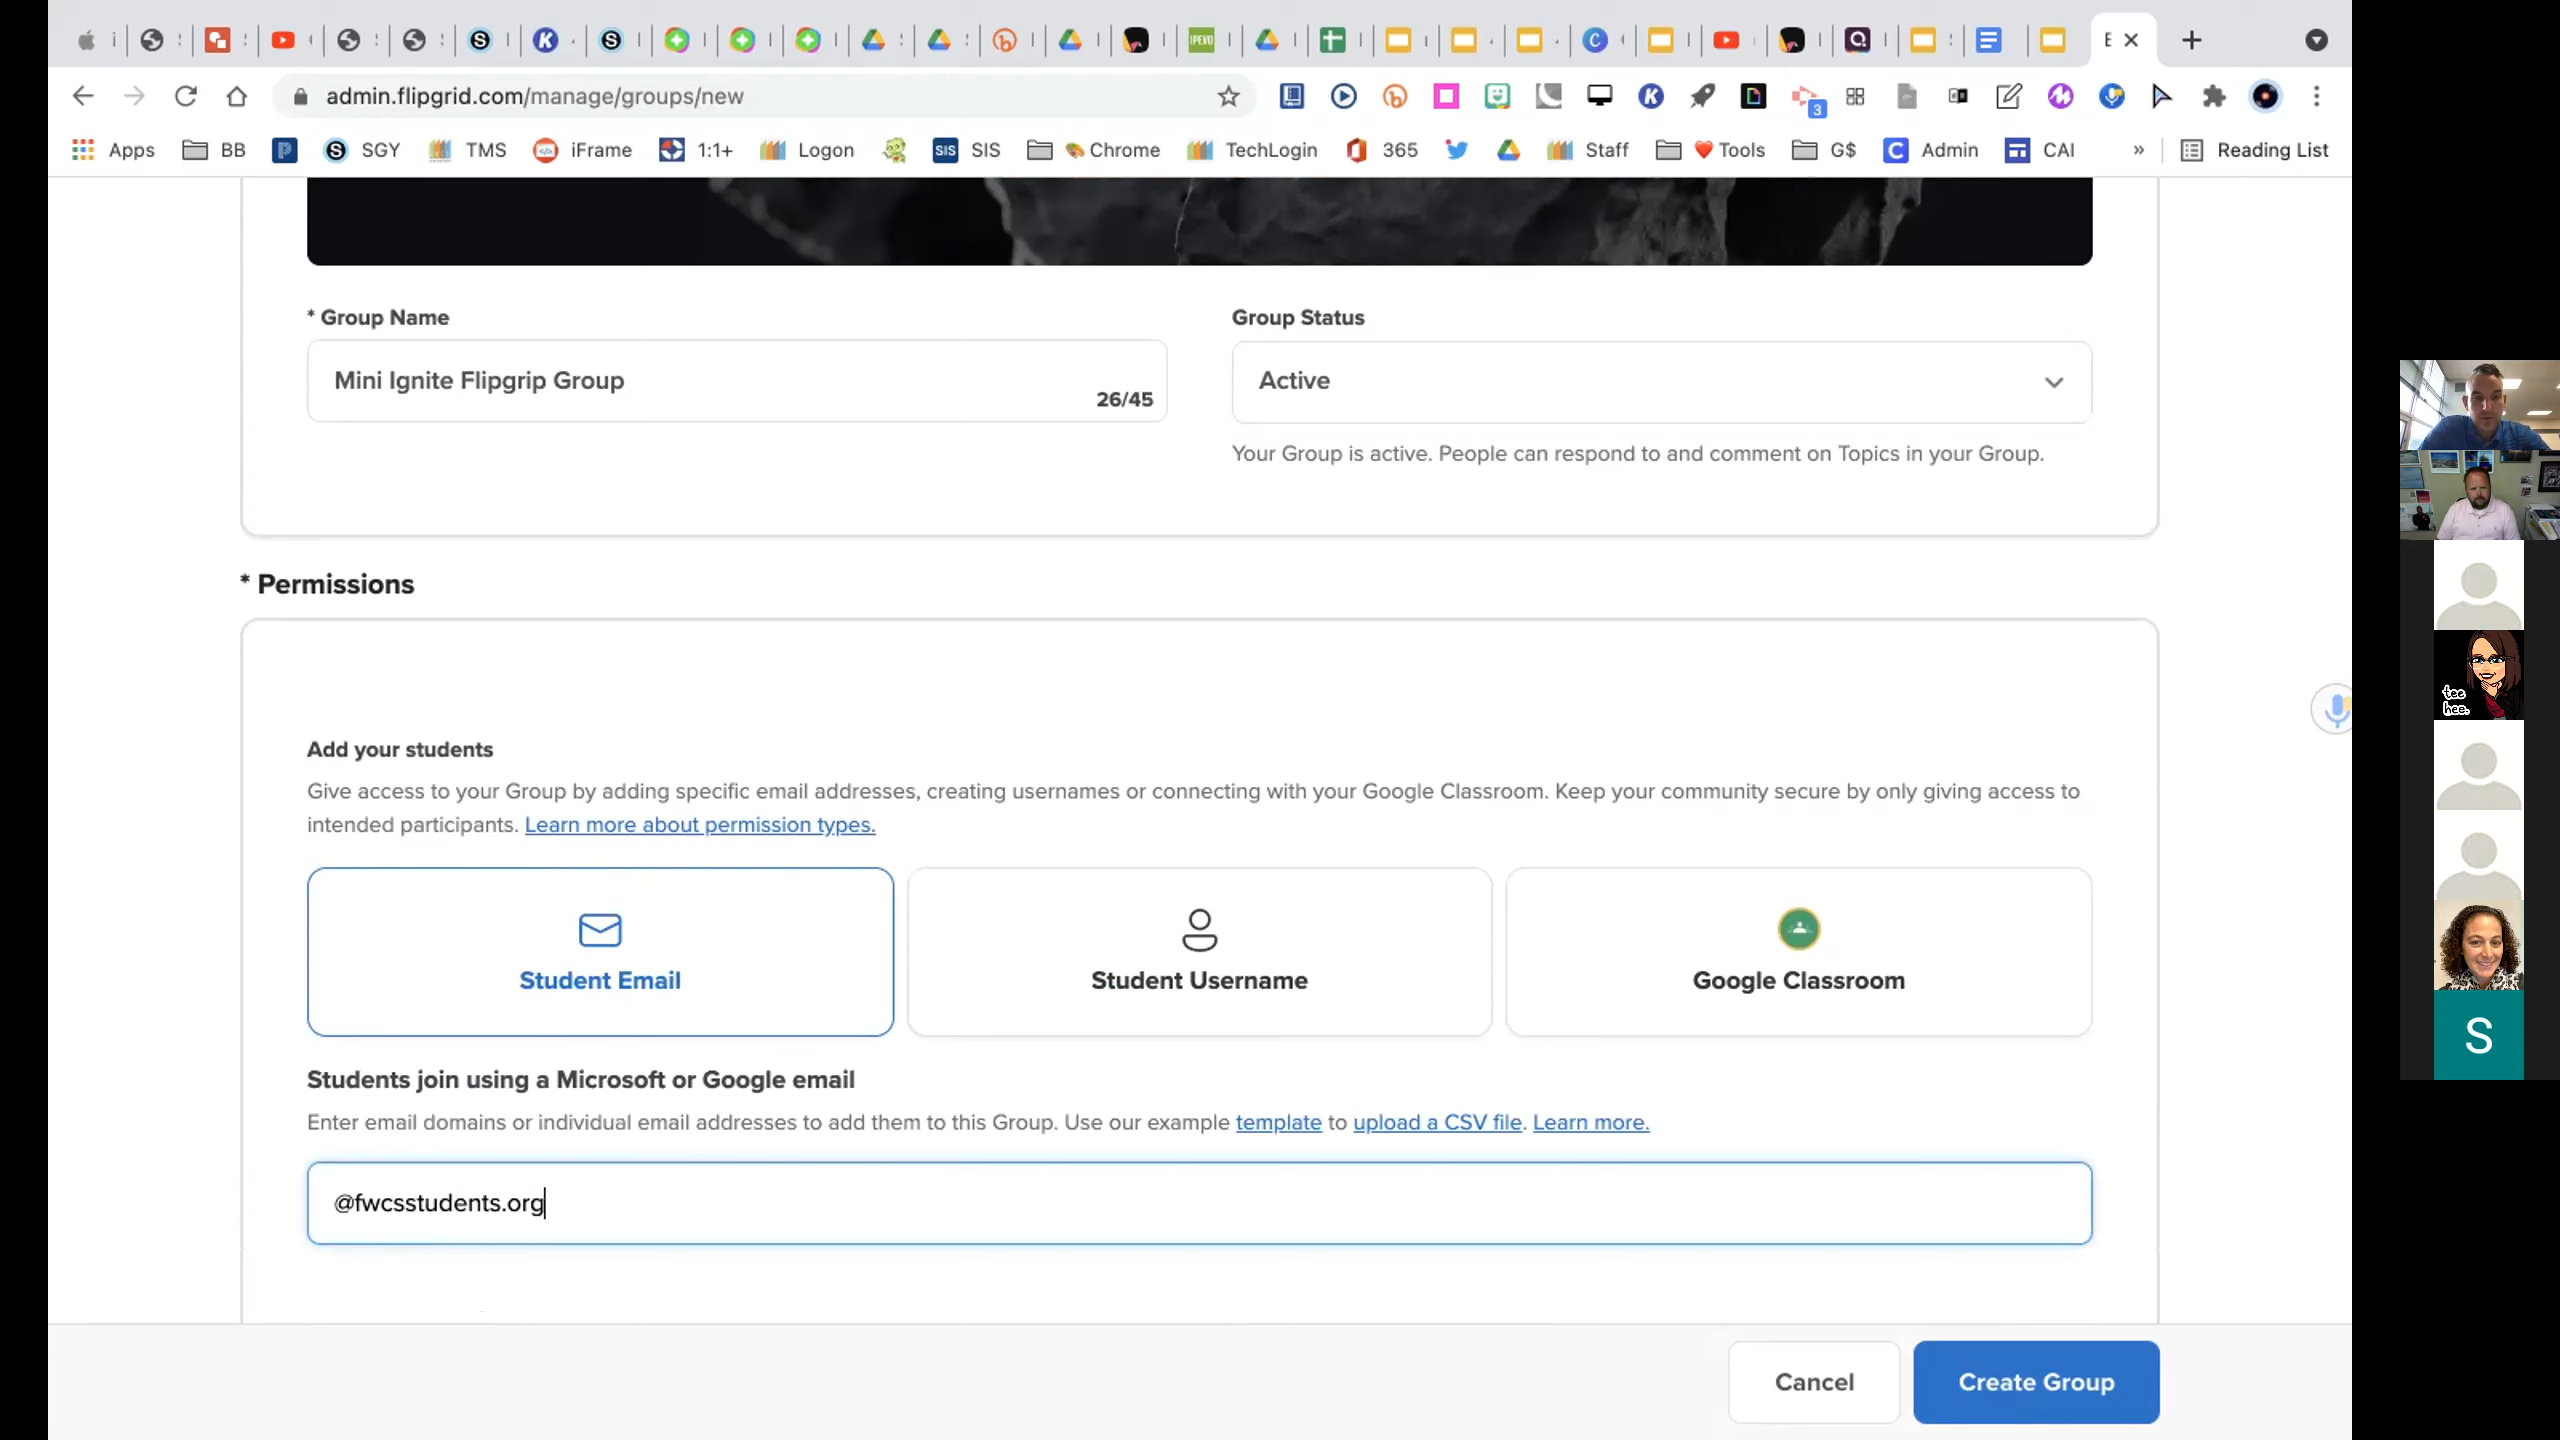 admin.flipgrid.com/manage/groups/new
3
Apps BB SGY TMS iFrame 1:1+ Logon SIS SIS Chrome TechLogin 365 Staff Tools G$ Admin CAI » Reading List
* Group Name
Group Status
Mini Ignite Flipgrip Group
26/45
Active
Your Group is active. People can respond to and comment on Topics in your Group.
* Permissions
Add your students
Give access to your Group by adding specific email addresses, creating usernames or connecting with your Google Classroom. Keep your community secure by only giving access to
intended participants. Learn more about permission types.
Student Email
Student Username
Google Classroom
Students join using a Microsoft or Google email
Enter email domains or individual email addresses to add them to this Group. Use our example template to upload a CSV file. Learn more.
@fwcsstudents.org
Cancel
Create Group
tee
hee.
S